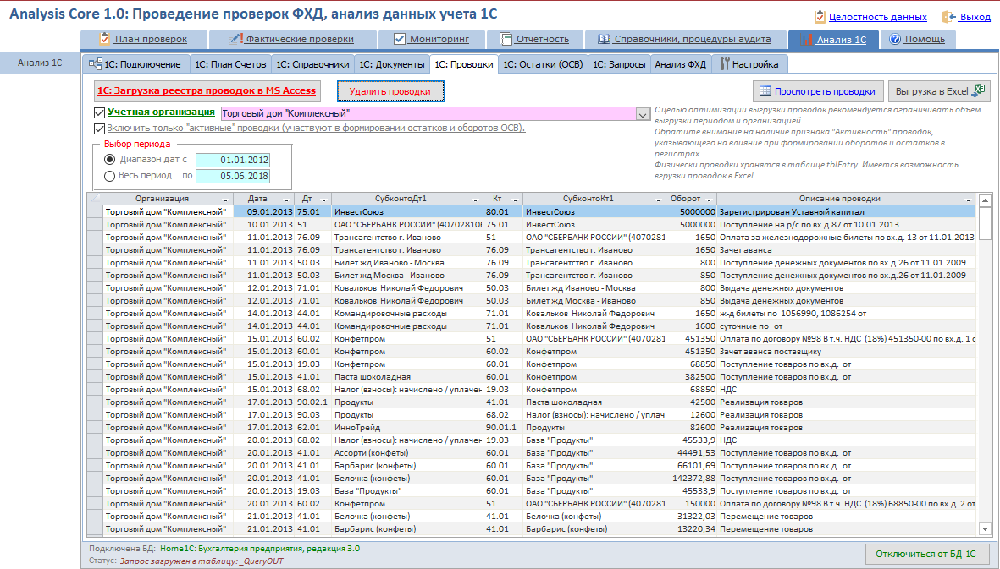 Analysis Core 1.0: Проведение проверок ФХД, анализ данных учета 1С
Целостность данных Выход
План проверок Фактические проверки Мониторинг Отчетность Справочники, процедуры аудита Анализ 1С Помощь
Анализ 1С
1С: Подключение 1С: План Счетов 1С: Справочники 1С: Документы 1С: Проводки 1С: Остатки (ОСВ) 1С: Запросы Анализ ФХД Настройка
1С: Загрузка реестра проводок в MS Access Удалить проводки Просмотреть проводки Выгрузка в Excel
Учетная организация Торговый дом "Комплексный"
Включить только "активные" проводки (участвуют в формировании остатков и оборотов ОСВ).
С целью оптимизации выгрузки проводок рекомендуется ограничивать объем
выгрузки периодом и организацией.
Обратите внимание на наличие признака "Активность" проводок,
указывающего на влияние при формировании оборотов и остатков в
регистрах.
Физически проводки хранятся в таблице tblEntry. Имеется возможность
вгрузки проводок в Excel.
Выбор периода
Диапазон дат с 01.01.2012
Весь период по 05.06.2018
Организация Дата Дт СубконтоДт1 Кт СубконтоКт1 Оборот Описание проводки
Торговый дом "Комплексный" 09.01.2013 75.01 ИнвестСоюз 80.01 ИнвестСоюз 5000000 Зарегистрирован Уставный капитал
Торговый дом "Комплексный" 10.01.2013 51 ОАО "СБЕРБАНК РОССИИ" (40702810 75.01 ИнвестСоюз 5000000 Поступление на р/с по вх.д.87 от 10.01.2013
Торговый дом "Комплексный" 11.01.2013 76.09 Трансагентство г. Иваново 51 ОАО "СБЕРБАНК РОССИИ" (4070281 1650 Оплата за железнодорожные билеты по вх.д. 13 от 11.01.2013
Торговый дом "Комплексный" 11.01.2013 76.09 Трансагентство г. Иваново 76.09 Трансагентство г. Иваново 1650 Зачет аванса
Торговый дом "Комплексный" 11.01.2013 50.03 Билет жд Иваново - Москва 76.09 Трансагентство г. Иваново 800 Поступление денежных документов по вх.д.26 от 11.01.2009
Торговый дом "Комплексный" 11.01.2013 50.03 Билет жд Москва - Иваново 76.09 Трансагентство г. Иваново 850 Поступление денежных документов по вх.д.26 от 11.01.2009
Торговый дом "Комплексный" 12.01.2013 71.01 Ковальков Николай Федорович 50.03 Билет жд Иваново - Москва 800 Выдача денежных документов
Торговый дом "Комплексный" 12.01.2013 71.01 Ковальков Николай Федорович 50.03 Билет жд Москва - Иваново 850 Выдача денежных документов
Торговый дом "Комплексный" 14.01.2013 44.01 Командировочные расходы 71.01 Ковальков Николай Федорович 1650 ж-д билеты по 1056990, 1086254 от
Торговый дом "Комплексный" 14.01.2013 44.01 Командировочные расходы 71.01 Ковальков Николай Федорович 1600 суточные по от
Торговый дом "Комплексный" 15.01.2013 60.02 Конфетпром 51 ОАО "СБЕРБАНК РОССИИ" (4070281 451350 Оплата по договору №98 В т.ч. НДС (18%) 451350-00 по вх.д. 1 о
Торговый дом "Комплексный" 15.01.2013 60.01 Конфетпром 60.02 Конфетпром 451350 Зачет аванса поставщику
Торговый дом "Комплексный" 15.01.2013 19.03 Конфетпром 60.01 Конфетпром 68850 Поступление товаров по вх.д. от
Торговый дом "Комплексный" 15.01.2013 41.01 Паста шоколадная 60.01 Конфетпром 382500 Поступление товаров по вх.д. от
Торговый дом "Комплексный" 15.01.2013 68.02 Налог (взносы): начислено / уплачен 19.03 Конфетпром 68850 НДС
Торговый дом "Комплексный" 17.01.2013 90.02.1 Продукты 41.01 Паста шоколадная 42500 Реализация товаров
Торговый дом "Комплексный" 17.01.2013 90.03 Продукты 68.02 Налог (взносы): начислено / уплач 12600 Реализация товаров
Торговый дом "Комплексный" 17.01.2013 62.01 ИнноТрейд 90.01.1 Продукты 82600 Реализация товаров
Торговый дом "Комплексный" 20.01.2013 68.02 Налог (взносы): начислено / уплачен 19.03 База "Продукты" 45533,9 НДС
Торговый дом "Комплексный" 20.01.2013 41.01 Ассорти (конфеты) 60.01 База "Продукты" 44491,53 Поступление товаров по вх.д. от
Торговый дом "Комплексный" 20.01.2013 41.01 Барбарис (конфеты) 60.01 База "Продукты" 66101,69 Поступление товаров по вх.д. от
Торговый дом "Комплексный" 20.01.2013 41.01 Белочка (конфеты) 60.01 База "Продукты" 142372,88 Поступление товаров по вх.д. от
Торговый дом "Комплексный" 20.01.2013 19.03 База "Продукты" 60.01 База "Продукты" 45533,9 Поступление товаров по вх.д. от
Торговый дом "Комплексный" 20.01.2013 60.02 Конфетпром 51 ОАО "СБЕРБАНК РОССИИ" (4070281 150000 Оплата по договору №98 В т.ч. НДС (18%) 68850-00 по вх.д. 2 от
Торговый дом "Комплексный" 21.01.2013 41.01 Белочка (конфеты) 41.01 Белочка (конфеты) 31322,03 Перемещение товаров
Торговый дом "Комплексный" 21.01.2013 41.01 Барбарис (конфеты) 41.01 Барбарис (конфеты) 13220,34 Перемещение товаров
Подключена БД: Home1С: Бухгалтерия предприятия, редакция 3.0
Статус: Запрос загружен в таблицу: _QueryOUT
Отключиться от БД 1С